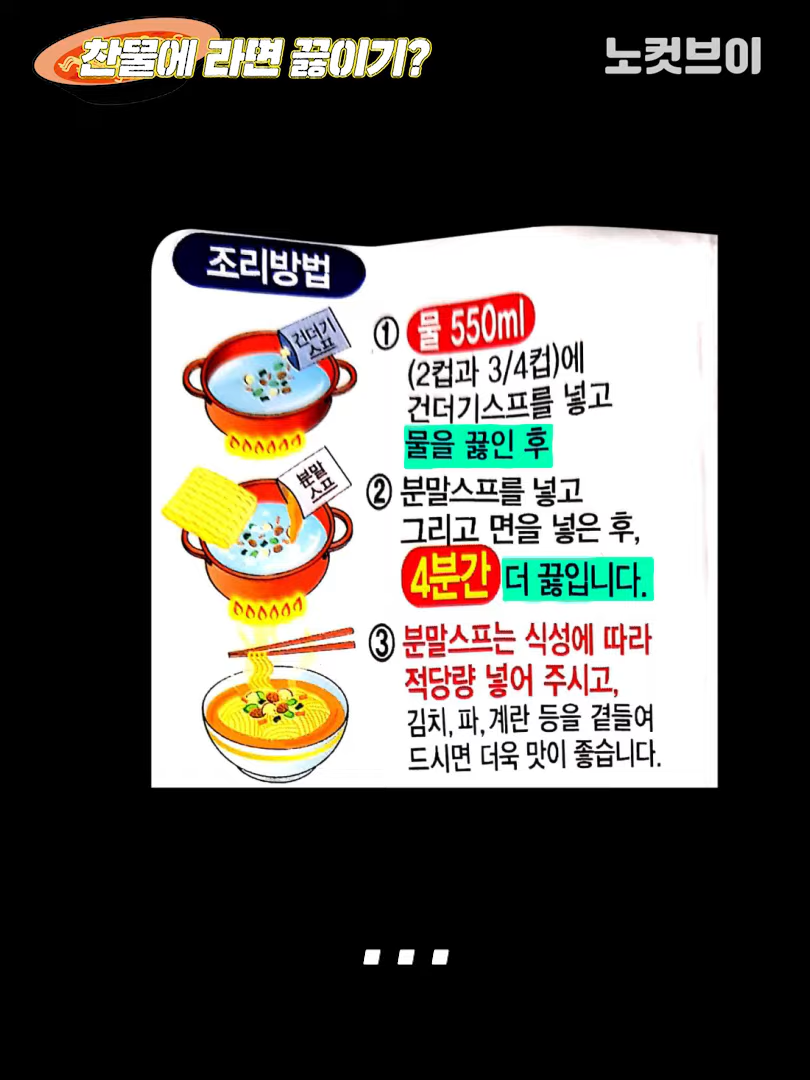 찬물에 라면 끓이기?
노컷브이
조리방법
건더기
스프
① 물 550ml
(2컵과 3/4컵)에
건더기스프를 넣고
물을 끓인 후
분말
스프
② 분말스프를 넣고
그리고 면을 넣은 후,
4분간 더 끓입니다.
③ 분말스프는 식성에 따라
적당량 넣어 주시고,
김치, 파, 계란 등을 곁들여
드시면 더욱 맛이 좋습니다.
...